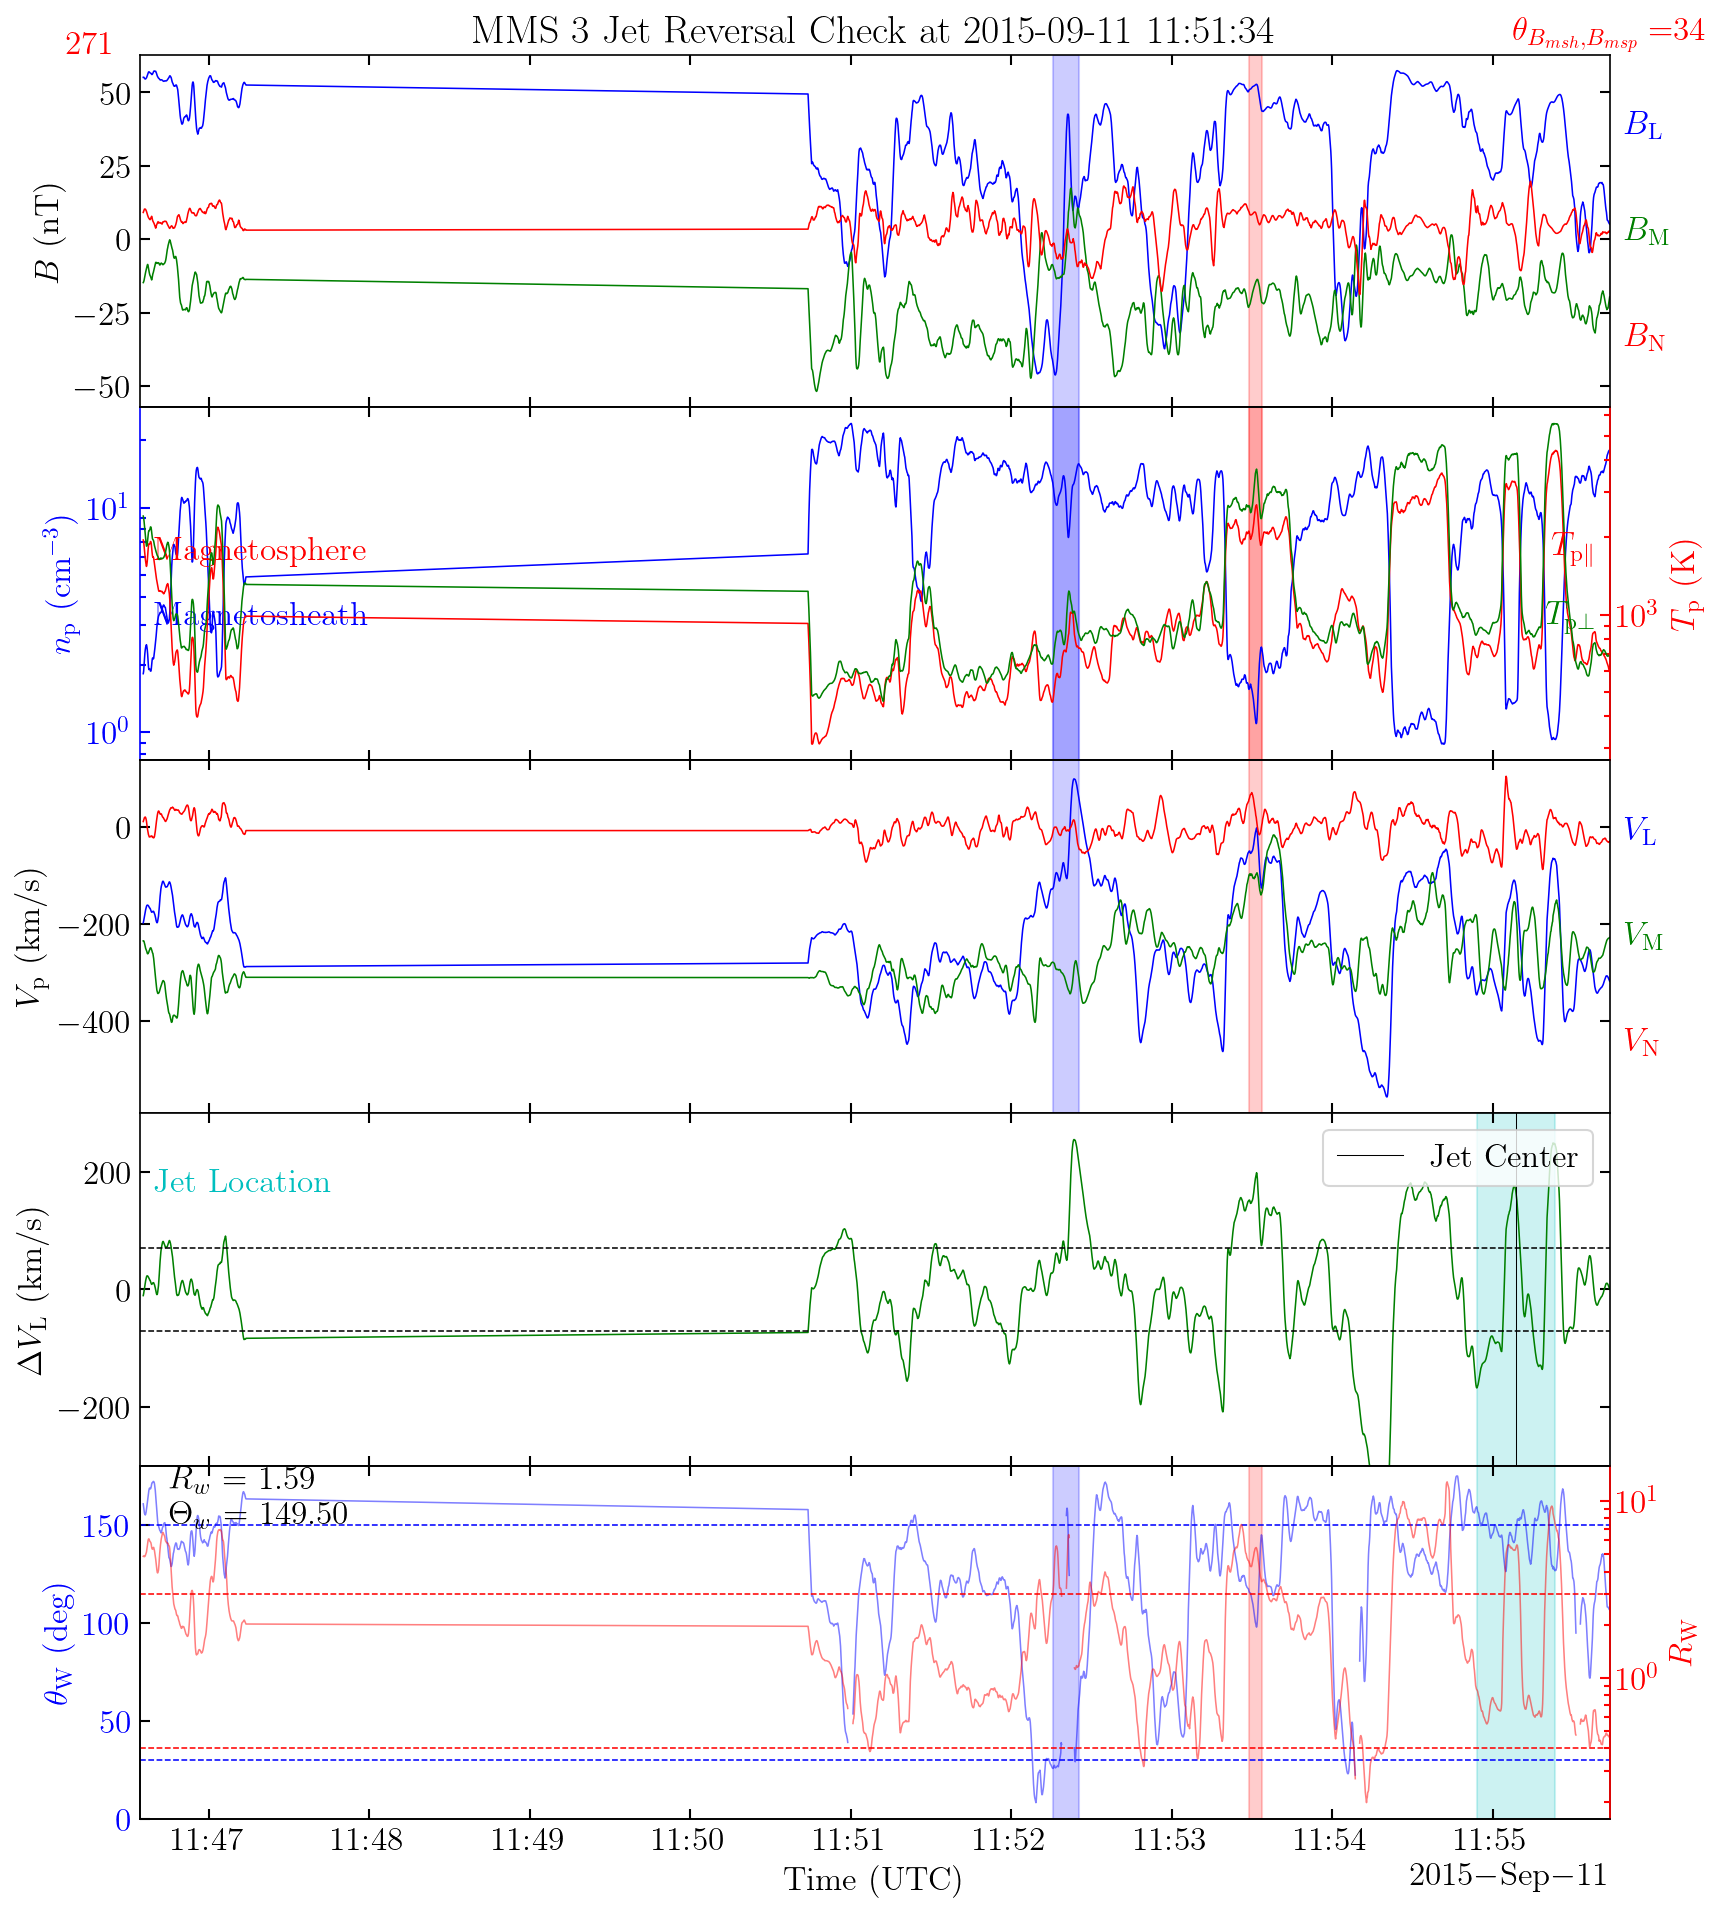 MMS 3 Jet Reversal Check at 2015-09-11 11:51:34
271
θ_{B_{msh},B_{msp}} =34
50
25
0
−25
−50
B (nT)
B_L
B_M
B_N
10^1
10^0
n_p (cm^{−3})
Magnetosphere
Magnetosheath
T_{p∥}
T_{p⊥}
10^3
T_p (K)
0
−200
−400
V_p (km/s)
V_L
V_M
V_N
200
0
−200
ΔV_L (km/s)
Jet Location
Jet Center
R_w = 1.59
Θ_w = 149.50
150
100
50
0
θ_W (deg)
10^1
10^0
R_W
11:47 11:48 11:49 11:50 11:51 11:52 11:53 11:54 11:55
Time (UTC)
2015−Sep−11